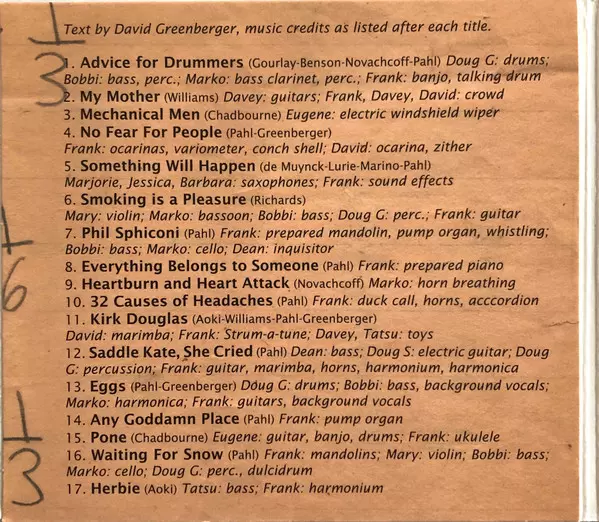 Text by David Greenberger, music credits as listed after each title.
1. Advice for Drummers (Gourlay-Benson-Novachcoff-Pahl) Doug G: drums;
Bobbi: bass, perc.; Marko: bass clarinet, perc.; Frank: banjo, talking drum
2. My Mother (Williams) Davey: guitars; Frank, Davey, David: crowd
3. Mechanical Men (Chadbourne) Eugene: electric windshield wiper
4. No Fear For People (Pahl-Greenberger)
Frank: ocarinas, variometer, conch shell; David: ocarina, zither
5. Something Will Happen (de Muynck-Lurie-Marino-Pahl)
Marjorie, Jessica, Barbara: saxophones; Frank: sound effects
6. Smoking is a Pleasure (Richards)
Mary: violin; Marko: bassoon; Bobbi: bass; Doug G: perc.; Frank: guitar
7. Phil Sphiconi (Pahl) Frank: prepared mandolin, pump organ, whistling;
Bobbi: bass; Marko: cello; Dean: inquisitor
8. Everything Belongs to Someone (Pahl) Frank: prepared piano
9. Heartburn and Heart Attack (Novachcoff) Marko: horn breathing
10. 32 Causes of Headaches (Pahl) Frank: duck call, horns, acccordion
11. Kirk Douglas (Aoki-Williams-Pahl-Greenberger)
David: marimba; Frank: Strum-a-tune; Davey, Tatsu: toys
12. Saddle Kate, She Cried (Pahl) Dean: bass; Doug S: electric guitar; Doug
G: percussion; Frank: guitar, marimba, horns, harmonium, harmonica
13. Eggs (Pahl-Greenberger) Doug G: drums; Bobbi: bass, background vocals;
Marko: harmonica; Frank: guitars, background vocals
14. Any Goddamn Place (Pahl) Frank: pump organ
15. Pone (Chadbourne) Eugene: guitar, banjo, drums; Frank: ukulele
16. Waiting For Snow (Pahl) Frank: mandolins; Mary: violin; Bobbi: bass;
Marko: cello; Doug G: perc., dulcidrum
17. Herbie (Aoki) Tatsu: bass; Frank: harmonium
1
3
1
6
1
3